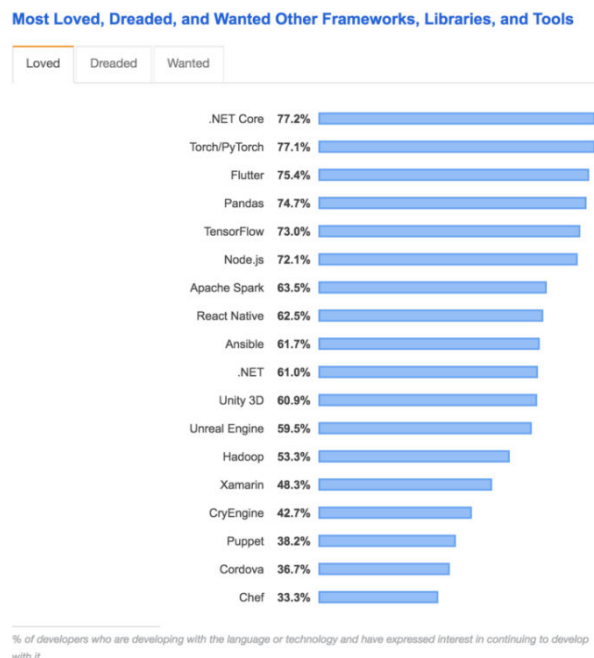 Most Loved, Dreaded, and Wanted Other Frameworks, Libraries, and Tools
Loved Dreaded Wanted
.NET Core 77.2%
Torch/PyTorch 77.1%
Flutter 75.4%
Pandas 74.7%
TensorFlow 73.0%
Node.js 72.1%
Apache Spark 63.5%
React Native 62.5%
Ansible 61.7%
.NET 61.0%
Unity 3D 60.9%
Unreal Engine 59.5%
Hadoop 53.3%
Xamarin 48.3%
CryEngine 42.7%
Puppet 38.2%
Cordova 36.7%
Chef 33.3%
% of developers who are developing with the language or technology and have expressed interest in continuing to develop
with it